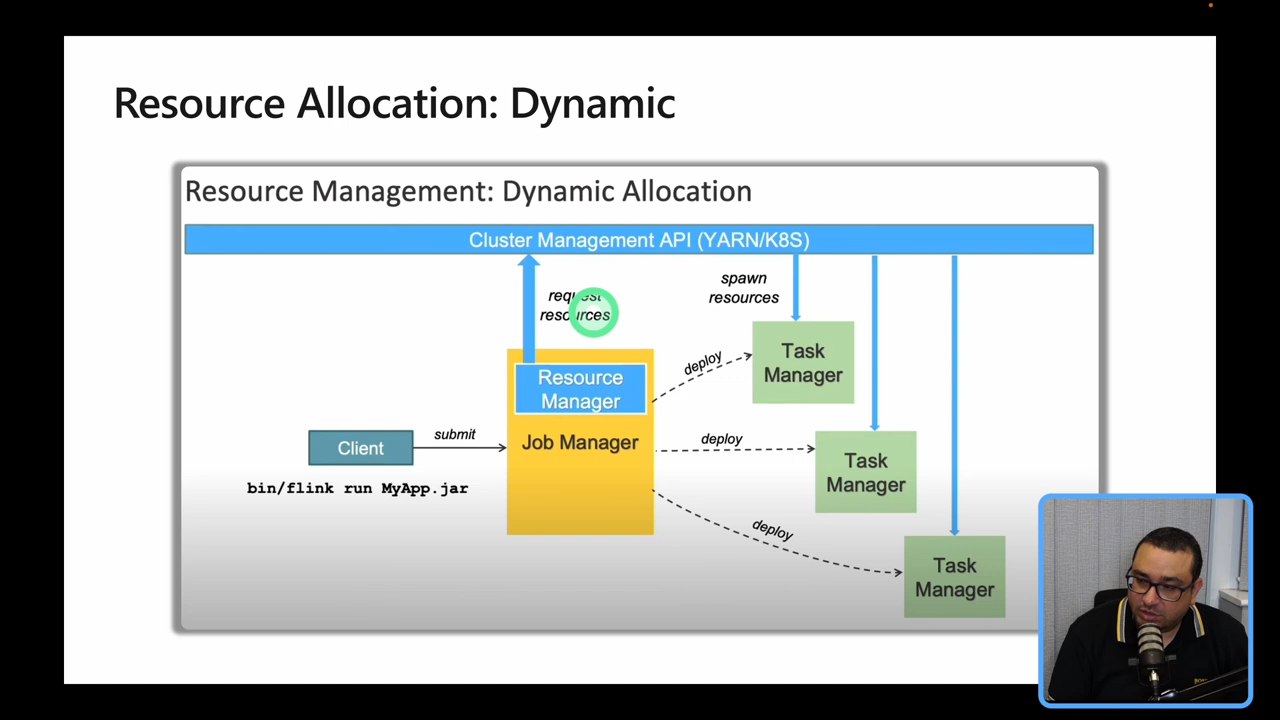 Resource Allocation: Dynamic
Resource Management: Dynamic Allocation
Cluster Management API (YARN/K8S)
request
resources
spawn
resources
Resource
Manager
Job Manager
Client
submit
bin/flink run MyApp.jar
deploy
Task
Manager
deploy
Task
Manager
deploy
Task
Manager